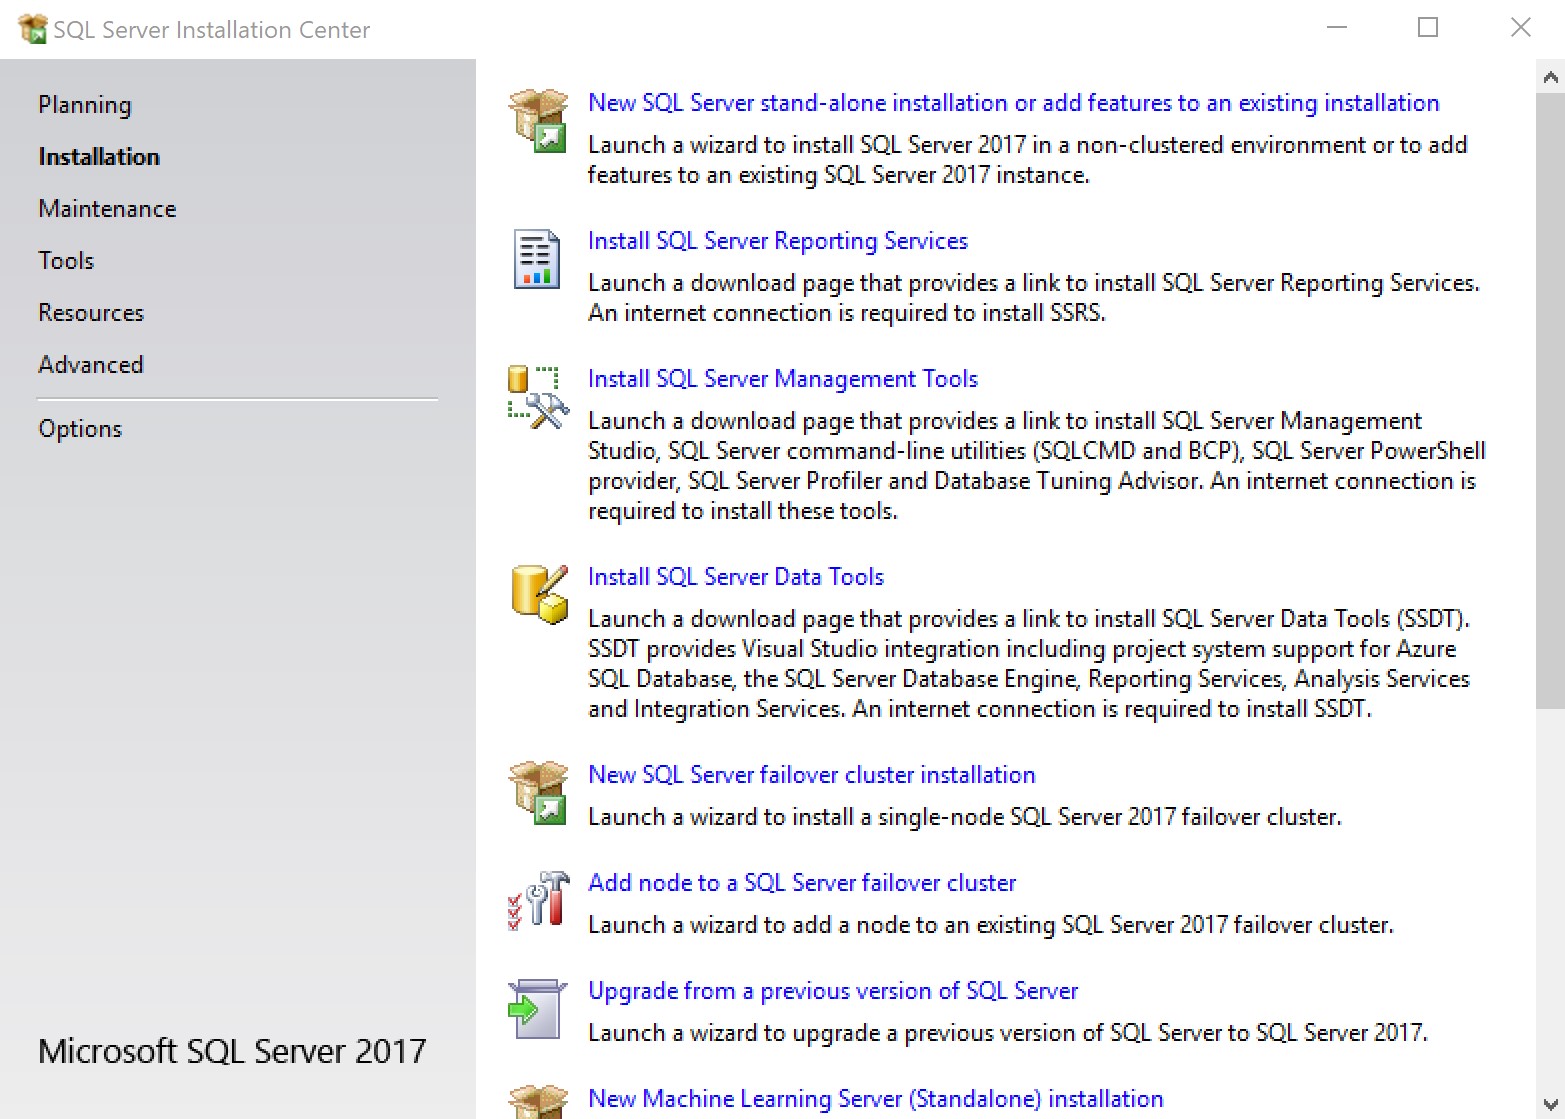 SQL Server Installation Center
Planning
Installation
Maintenance
Tools
Resources
Advanced
Options
Microsoft SQL Server 2017
New SQL Server stand-alone installation or add features to an existing installation
Launch a wizard to install SQL Server 2017 in a non-clustered environment or to add
features to an existing SQL Server 2017 instance.
Install SQL Server Reporting Services
Launch a download page that provides a link to install SQL Server Reporting Services.
An internet connection is required to install SSRS.
Install SQL Server Management Tools
Launch a download page that provides a link to install SQL Server Management
Studio, SQL Server command-line utilities (SQLCMD and BCP), SQL Server PowerShell
provider, SQL Server Profiler and Database Tuning Advisor. An internet connection is
required to install these tools.
Install SQL Server Data Tools
Launch a download page that provides a link to install SQL Server Data Tools (SSDT).
SSDT provides Visual Studio integration including project system support for Azure
SQL Database, the SQL Server Database Engine, Reporting Services, Analysis Services
and Integration Services. An internet connection is required to install SSDT.
New SQL Server failover cluster installation
Launch a wizard to install a single-node SQL Server 2017 failover cluster.
Add node to a SQL Server failover cluster
Launch a wizard to add a node to an existing SQL Server 2017 failover cluster.
Upgrade from a previous version of SQL Server
Launch a wizard to upgrade a previous version of SQL Server to SQL Server 2017.
New Machine Learning Server (Standalone) installation